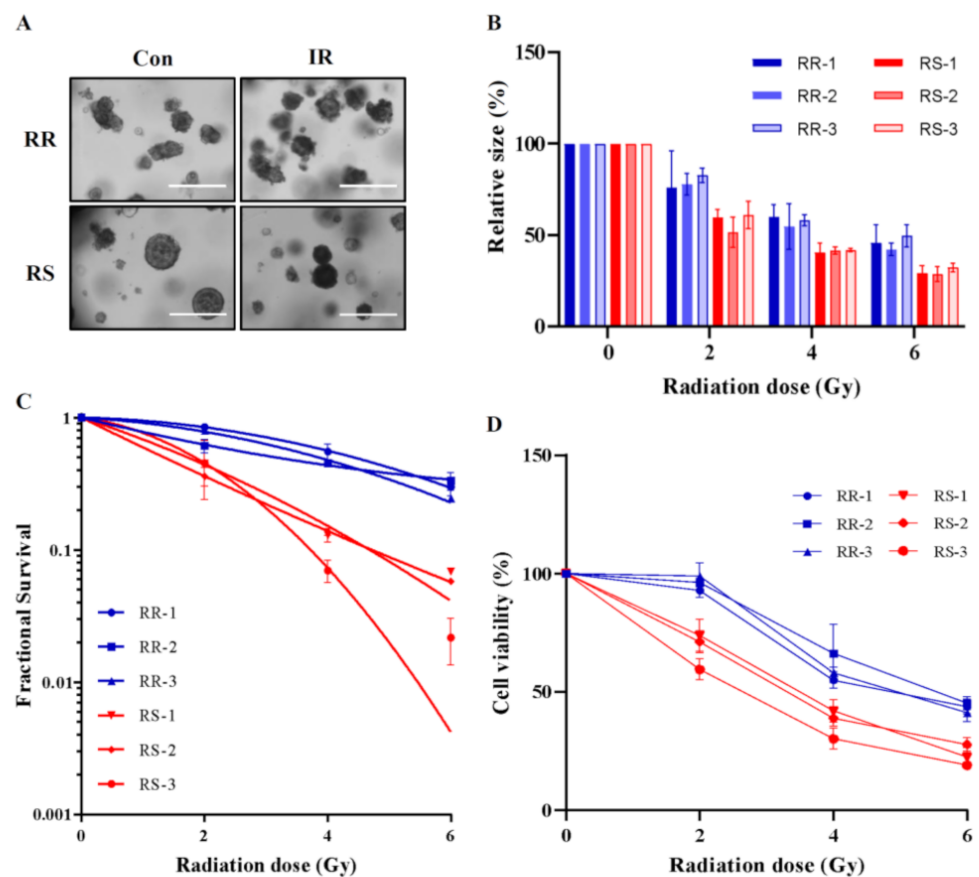 A
Con
IR
RR
RS
B
150
100
50
0
Relative size (%)
RR-1
RS-1
RR-2
RS-2
RR-3
RS-3
0
2
4
6
Radiation dose (Gy)
C
1
0.1
0.01
0.001
Fractional Survival
RR-1
RR-2
RR-3
RS-1
RS-2
RS-3
0
2
4
6
Radiation dose (Gy)
D
150
100
50
0
Cell viability (%)
RR-1
RS-1
RR-2
RS-2
RR-3
RS-3
0
2
4
6
Radiation dose (Gy)